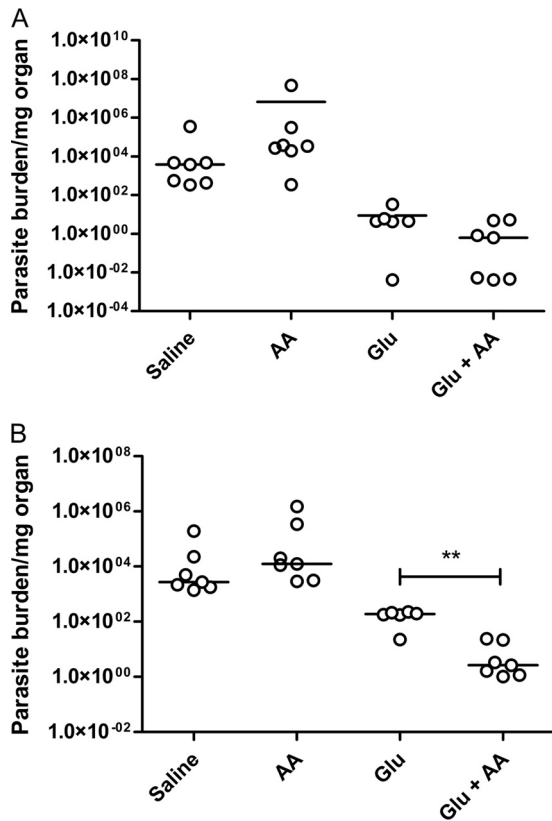 A
Parasite burden/mg organ
1.0×10^10
1.0×10^08
1.0×10^06
1.0×10^04
1.0×10^02
1.0×10^00
1.0×10^-02
1.0×10^-04
Saline
AA
Glu
Glu + AA
B
Parasite burden/mg organ
1.0×10^08
1.0×10^06
1.0×10^04
1.0×10^02
1.0×10^00
1.0×10^-02
**
Saline
AA
Glu
Glu + AA